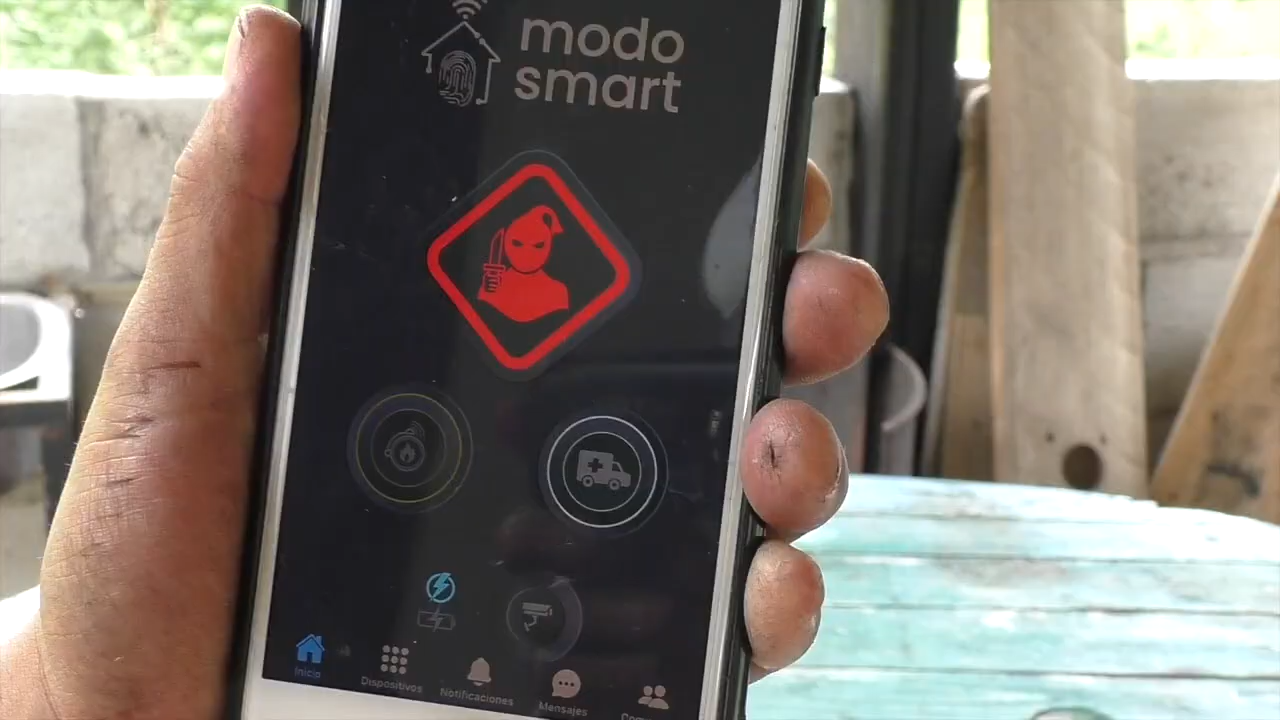 modo
smart
Inicio
Dispositivos
Notificaciones
Mensajes